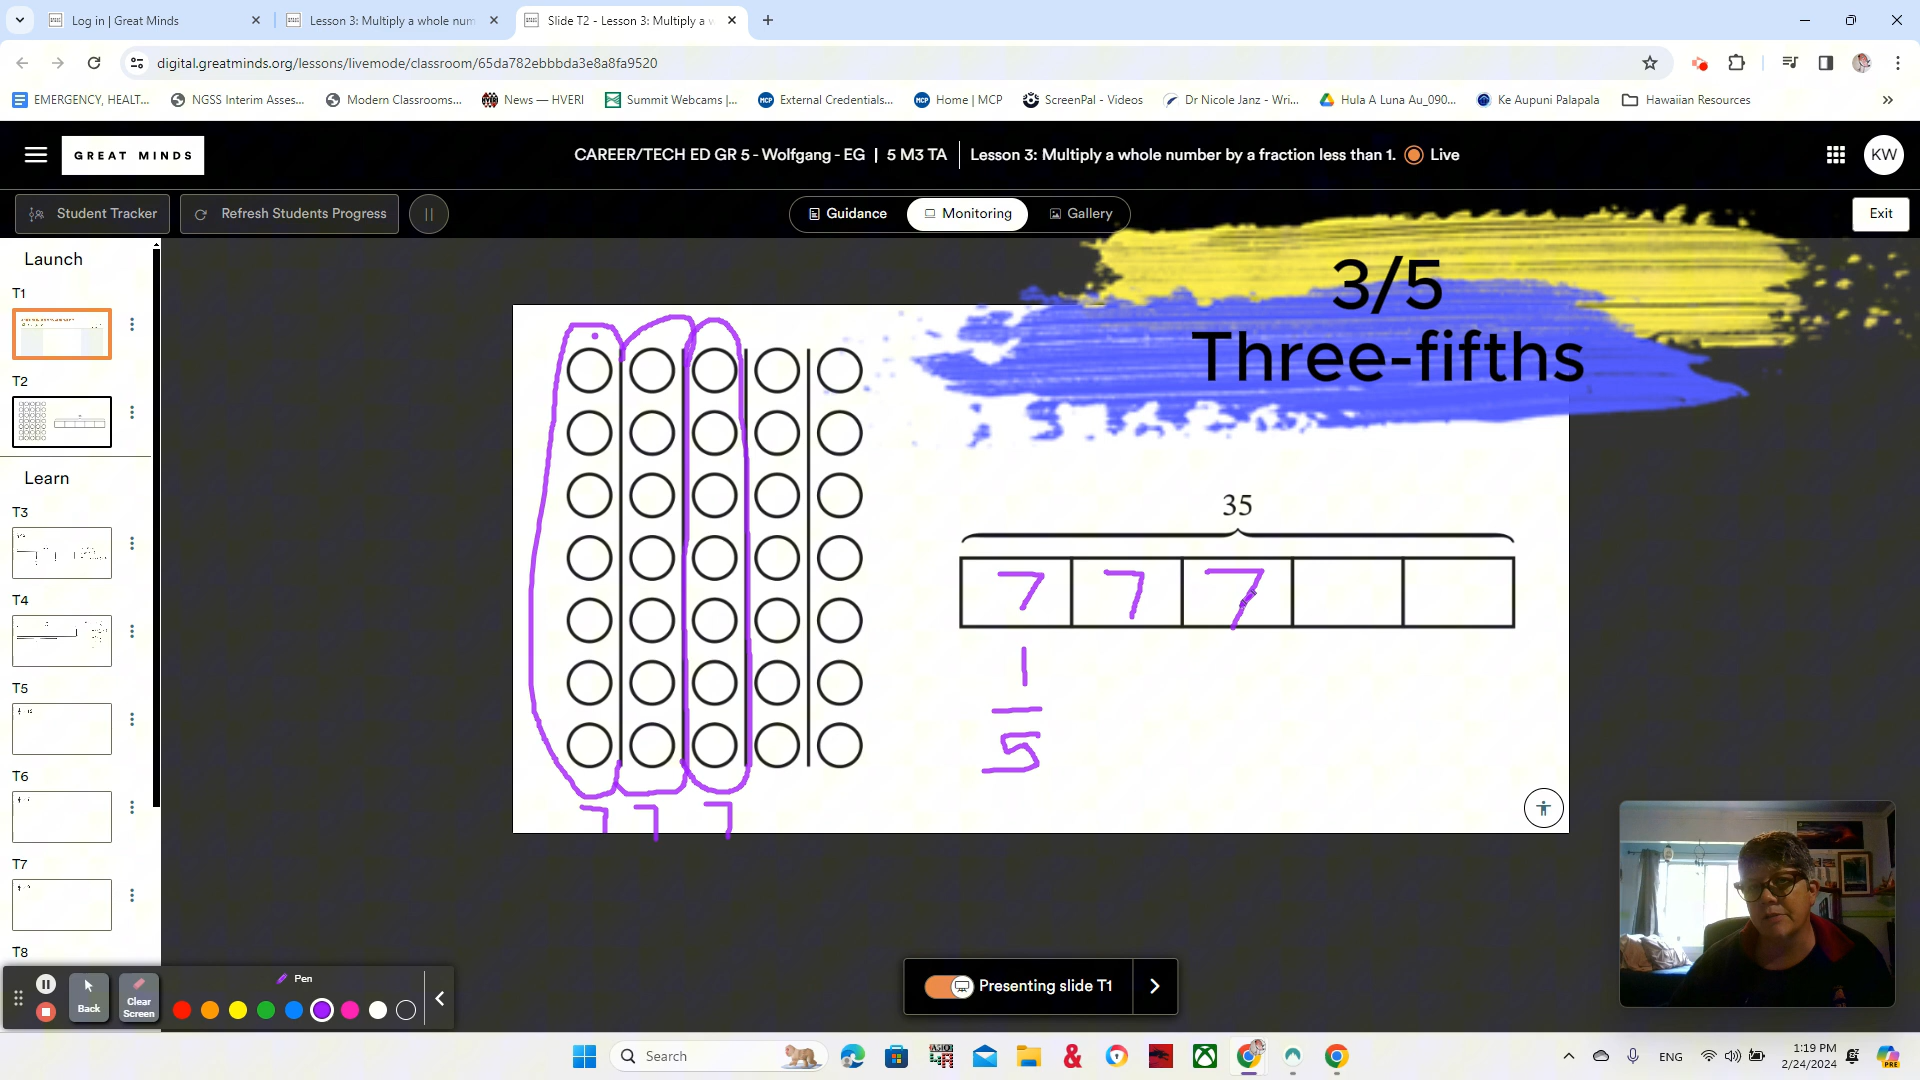 Log in | Great Minds
Lesson 3: Multiply a whole num
Slide T2 - Lesson 3: Multiply a w
digital.greatminds.org/lessons/livemode/classroom/65da782ebbbda3e8a8fa9520
EMERGENCY, HEALT...
NGSS Interim Asses...
Modern Classrooms...
News — HVERI
Summit Webcams |...
External Credentials...
Home | MCP
ScreenPal - Videos
Dr Nicole Janz - Wri...
Hula A Luna Au_090...
Ke Aupuni Palapala
Hawaiian Resources
GREAT MINDS
CAREER/TECH ED GR 5 - Wolfgang - EG | 5 M3 TA
Lesson 3: Multiply a whole number by a fraction less than 1.
Live
KW
Student Tracker
Refresh Students Progress
Guidance
Monitoring
Gallery
Exit
Launch
T1
T2
Learn
T3
T4
T5
T6
T7
T8
3/5
Three-fifths
35
7 7 7
1
5
7 7 7
Pen
Back
Clear
Screen
Presenting slide T1
Search
ENG
1:19 PM
2/24/2024